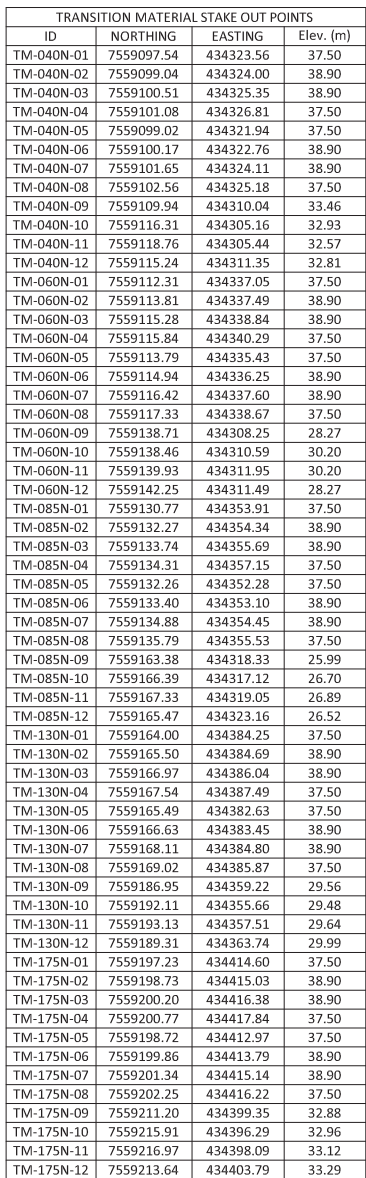 TRANSITION MATERIAL STAKE OUT POINTS
ID NORTHING EASTING Elev. (m)
TM-040N-01 7559097.54 434323.56 37.50
TM-040N-02 7559099.04 434324.00 38.90
TM-040N-03 7559100.51 434325.35 38.90
TM-040N-04 7559101.08 434326.81 37.50
TM-040N-05 7559099.02 434321.94 37.50
TM-040N-06 7559100.17 434322.76 38.90
TM-040N-07 7559101.65 434324.11 38.90
TM-040N-08 7559102.56 434325.18 37.50
TM-040N-09 7559109.94 434310.04 33.46
TM-040N-10 7559116.31 434305.16 32.93
TM-040N-11 7559118.76 434305.44 32.57
TM-040N-12 7559115.24 434311.35 32.81
TM-060N-01 7559112.31 434337.05 37.50
TM-060N-02 7559113.81 434337.49 38.90
TM-060N-03 7559115.28 434338.84 38.90
TM-060N-04 7559115.84 434340.29 37.50
TM-060N-05 7559113.79 434335.43 37.50
TM-060N-06 7559114.94 434336.25 38.90
TM-060N-07 7559116.42 434337.60 38.90
TM-060N-08 7559117.33 434338.67 37.50
TM-060N-09 7559138.71 434308.25 28.27
TM-060N-10 7559138.46 434310.59 30.20
TM-060N-11 7559139.93 434311.95 30.20
TM-060N-12 7559142.25 434311.49 28.27
TM-085N-01 7559130.77 434353.91 37.50
TM-085N-02 7559132.27 434354.34 38.90
TM-085N-03 7559133.74 434355.69 38.90
TM-085N-04 7559134.31 434357.15 37.50
TM-085N-05 7559132.26 434352.28 37.50
TM-085N-06 7559133.40 434353.10 38.90
TM-085N-07 7559134.88 434354.45 38.90
TM-085N-08 7559135.79 434355.53 37.50
TM-085N-09 7559163.38 434318.33 25.99
TM-085N-10 7559166.39 434317.12 26.70
TM-085N-11 7559167.33 434319.05 26.89
TM-085N-12 7559165.47 434323.16 26.52
TM-130N-01 7559164.00 434384.25 37.50
TM-130N-02 7559165.50 434384.69 38.90
TM-130N-03 7559166.97 434386.04 38.90
TM-130N-04 7559167.54 434387.49 37.50
TM-130N-05 7559165.49 434382.63 37.50
TM-130N-06 7559166.63 434383.45 38.90
TM-130N-07 7559168.11 434384.80 38.90
TM-130N-08 7559169.02 434385.87 37.50
TM-130N-09 7559186.95 434359.22 29.56
TM-130N-10 7559192.11 434355.66 29.48
TM-130N-11 7559193.13 434357.51 29.64
TM-130N-12 7559189.31 434363.74 29.99
TM-175N-01 7559197.23 434414.60 37.50
TM-175N-02 7559198.73 434415.03 38.90
TM-175N-03 7559200.20 434416.38 38.90
TM-175N-04 7559200.77 434417.84 37.50
TM-175N-05 7559198.72 434412.97 37.50
TM-175N-06 7559199.86 434413.79 38.90
TM-175N-07 7559201.34 434415.14 38.90
TM-175N-08 7559202.25 434416.22 37.50
TM-175N-09 7559211.20 434399.35 32.88
TM-175N-10 7559215.91 434396.29 32.96
TM-175N-11 7559216.97 434398.09 33.12
TM-175N-12 7559213.64 434403.79 33.29